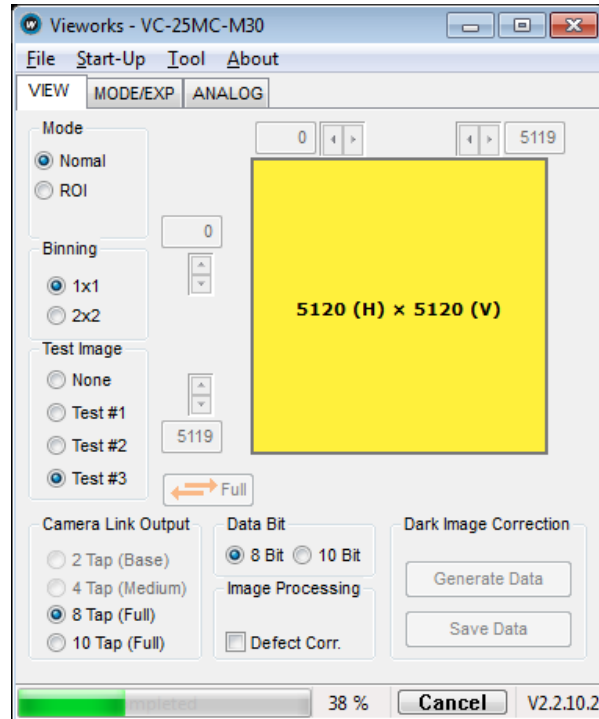 Vieworks - VC-25MC-M30
File Start-Up Tool About
VIEW MODE/EXP ANALOG
Mode
Nomal
ROI
0
5119
0
Binning
1x1
2x2
5120 (H) × 5120 (V)
Test Image
None
Test #1
Test #2
Test #3
5119
Full
Camera Link Output
2 Tap (Base)
4 Tap (Medium)
8 Tap (Full)
10 Tap (Full)
Data Bit
8 Bit 10 Bit
Image Processing
Defect Corr.
Dark Image Correction
Generate Data
Save Data
38 % Cancel V2.2.10.2